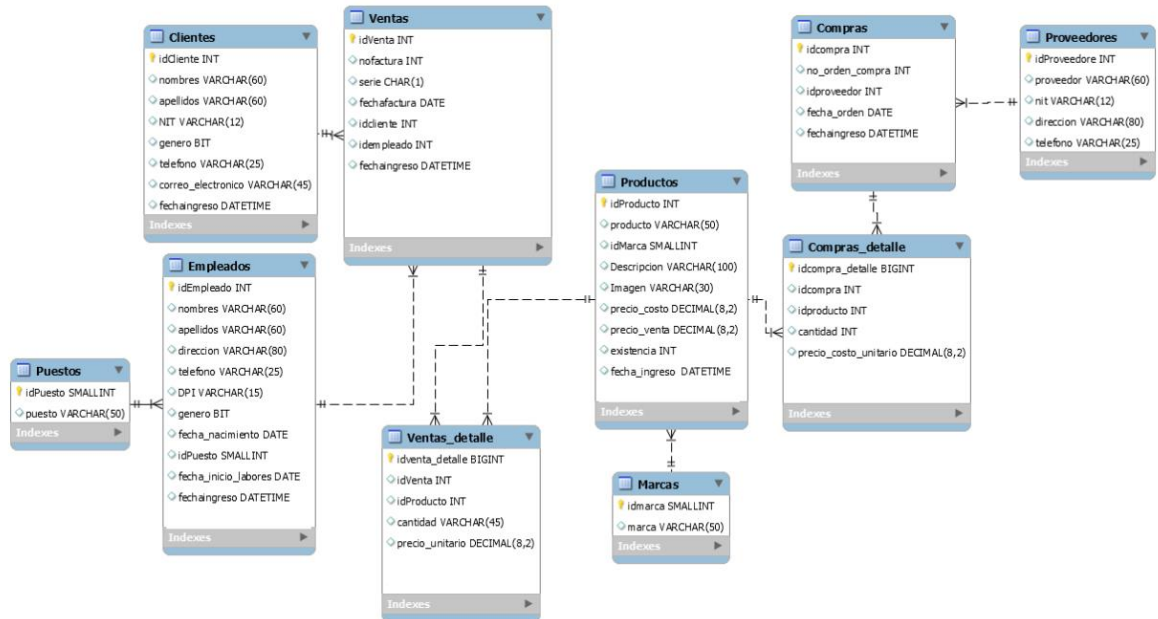 Clientes
idCliente INT
nombres VARCHAR(60)
apellidos VARCHAR(60)
NIT VARCHAR(12)
genero BIT
telefono VARCHAR(25)
correo_electronico VARCHAR(45)
fechaingreso DATETIME
Indexes
Ventas
idVenta INT
nofactura INT
serie CHAR(1)
fechafactura DATE
idcliente INT
idempleado INT
fechaingreso DATETIME
Indexes
Compras
idcompra INT
no_orden_compra INT
idproveedor INT
fecha_orden DATE
fechaingreso DATETIME
Indexes
Proveedores
idProveedore INT
proveedor VARCHAR(60)
nit VARCHAR(12)
direccion VARCHAR(80)
telefono VARCHAR(25)
Indexes
Productos
idProducto INT
producto VARCHAR(50)
idMarca SMALLINT
Descripcion VARCHAR(100)
Imagen VARCHAR(30)
precio_costo DECIMAL(8,2)
precio_venta DECIMAL(8,2)
existencia INT
fecha_ingreso DATETIME
Indexes
Compras_detalle
idcompra_detalle BIGINT
idcompra INT
idproducto INT
cantidad INT
precio_costo_unitario DECIMAL(8,2)
Indexes
Empleados
idEmpleado INT
nombres VARCHAR(60)
apellidos VARCHAR(60)
direccion VARCHAR(80)
telefono VARCHAR(25)
DPI VARCHAR(15)
genero BIT
fecha_nacimiento DATE
idPuesto SMALLINT
fecha_inicio_labores DATE
fechaingreso DATETIME
Indexes
Puestos
idPuesto SMALLINT
puesto VARCHAR(50)
Indexes
Ventas_detalle
idventa_detalle BIGINT
idVenta INT
idProducto INT
cantidad VARCHAR(45)
precio_unitario DECIMAL(8,2)
Indexes
Marcas
idmarca SMALLINT
marca VARCHAR(50)
Indexes